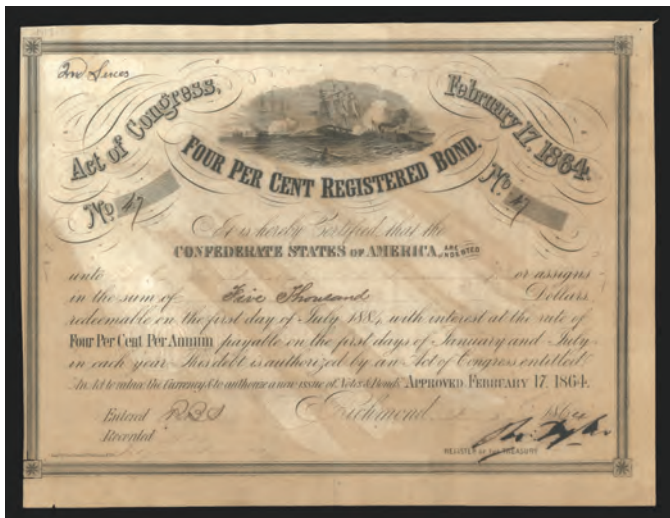 2nd Series
Act of Congress, February 17, 1864.
FOUR PER CENT REGISTERED BOND.
No 47 No 47
It is hereby Certified that the
CONFEDERATE STATES OF AMERICA, ARE INDEBTED
unto or assigns
in the sum of Five Thousand Dollars
redeemable on the first day of July 1884, with interest at the rate of
Four Per Cent Per Annum payable on the first days of January and July
in each year This debt is authorized by an Act of Congress entitled
An Act to reduce the Currency & to authorize a new issue of Notes & Bonds. APPROVED FEBRUARY 17. 1864.
Entered Richmond 1864
Recorded
REGISTER OF THE TREASURY